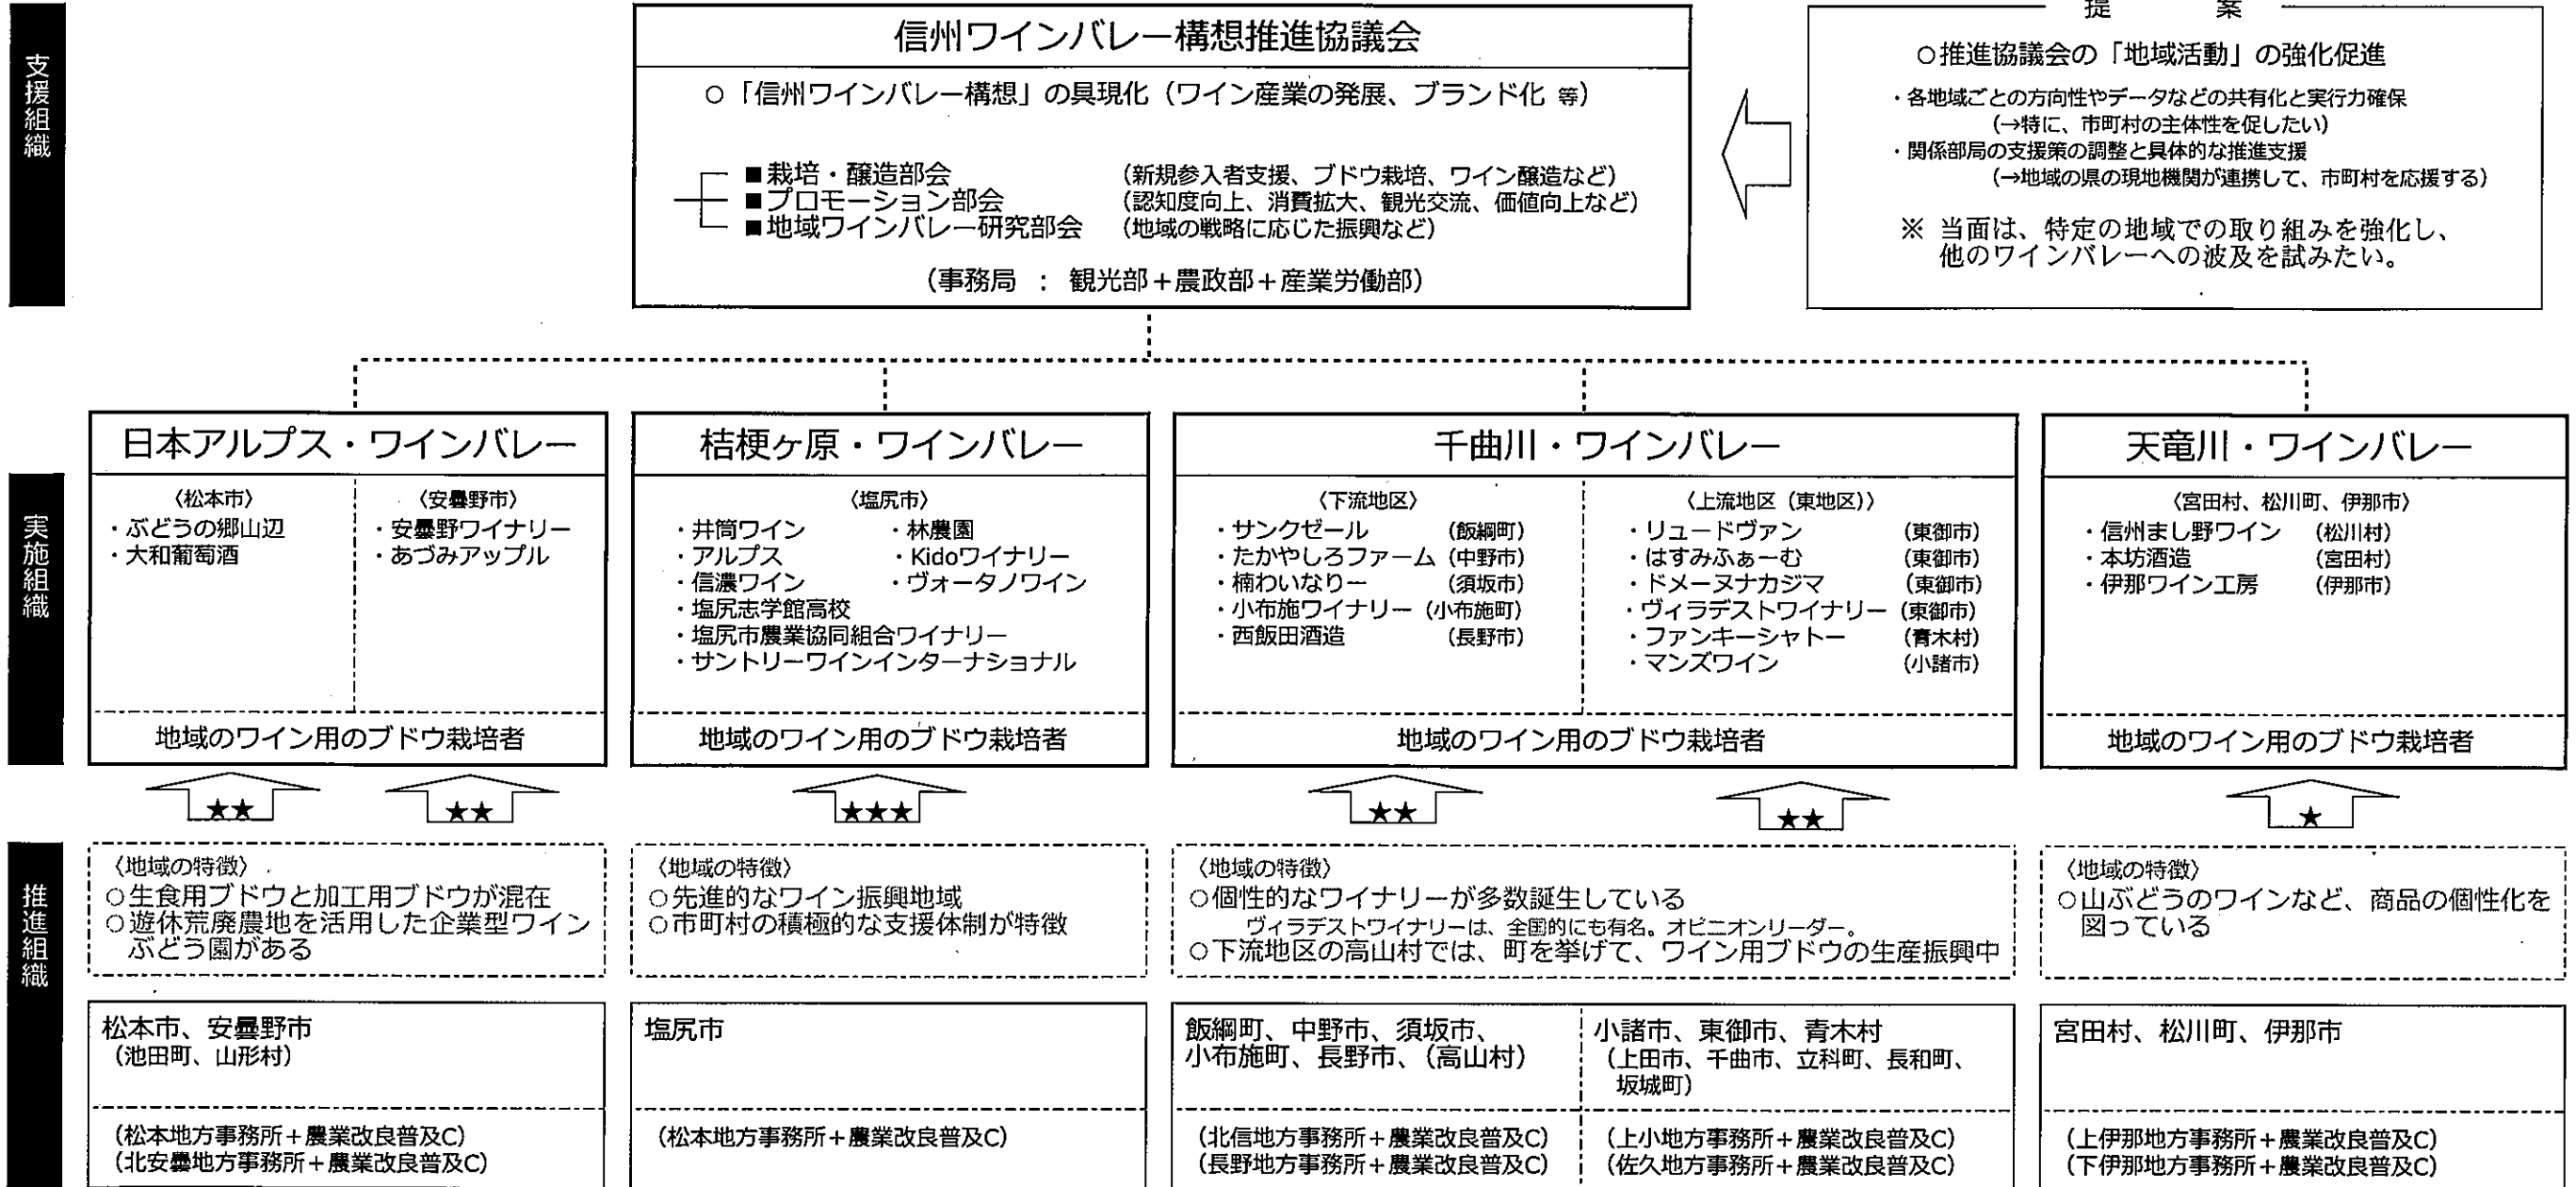 支援組織
信州ワインバレー構想推進協議会
○「信州ワインバレー構想」の具現化（ワイン産業の発展、ブランド化 等）
■栽培・醸造部会　（新規参入者支援、ブドウ栽培、ワイン醸造など）
■プロモーション部会　（認知度向上、消費拡大、観光交流、価値向上など）
■地域ワインバレー研究部会　（地域の戦略に応じた振興など）
（事務局 ： 観光部＋農政部＋産業労働部）
提　案
○推進協議会の「地域活動」の強化促進
・各地域ごとの方向性やデータなどの共有化と実行力確保
（→特に、市町村の主体性を促したい）
・関係部局の支援策の調整と具体的な推進支援
（→地域の県の現地機関が連携して、市町村を応援する）
※ 当面は、特定の地域での取り組みを強化し、
他のワインバレーへの波及を試みたい。
実施組織
日本アルプス・ワインバレー
〈松本市〉
・ぶどうの郷山辺
・大和葡萄酒
〈安曇野市〉
・安曇野ワイナリー
・あづみアップル
地域のワイン用のブドウ栽培者
桔梗ヶ原・ワインバレー
〈塩尻市〉
・井筒ワイン　・林農園
・アルプス　・Kidoワイナリー
・信濃ワイン　・ヴォータノワイン
・塩尻志学館高校
・塩尻市農業協同組合ワイナリー
・サントリーワインインターナショナル
地域のワイン用のブドウ栽培者
千曲川・ワインバレー
〈下流地区〉
・サンクゼール　（飯綱町）
・たかやしろファーム（中野市）
・楠わいなりー　（須坂市）
・小布施ワイナリー（小布施町）
・西飯田酒造　（長野市）
〈上流地区（東地区）〉
・リュードヴァン　（東御市）
・はすみふぁーむ　（東御市）
・ドメーヌナカジマ　（東御市）
・ヴィラデストワイナリー（東御市）
・ファンキーシャトー　（青木村）
・マンズワイン　（小諸市）
地域のワイン用のブドウ栽培者
天竜川・ワインバレー
〈宮田村、松川町、伊那市〉
・信州まし野ワイン　（松川村）
・本坊酒造　（宮田村）
・伊那ワイン工房　（伊那市）
地域のワイン用のブドウ栽培者
★★
★★
★★★
★★
★★
★
推進組織
〈地域の特徴〉
○生食用ブドウと加工用ブドウが混在
○遊休荒廃農地を活用した企業型ワイン
ぶどう園がある
〈地域の特徴〉
○先進的なワイン振興地域
○市町村の積極的な支援体制が特徴
〈地域の特徴〉
○個性的なワイナリーが多数誕生している
ヴィラデストワイナリーは、全国的にも有名。オピニオンリーダー。
○下流地区の高山村では、町を挙げて、ワイン用ブドウの生産振興中
〈地域の特徴〉
○山ぶどうのワインなど、商品の個性化を
図っている
松本市、安曇野市
（池田町、山形村）
（松本地方事務所＋農業改良普及C）
（北安曇地方事務所＋農業改良普及C）
塩尻市
（松本地方事務所＋農業改良普及C）
飯綱町、中野市、須坂市、
小布施町、長野市、（高山村）
（北信地方事務所＋農業改良普及C）
（長野地方事務所＋農業改良普及C）
小諸市、東御市、青木村
（上田市、千曲市、立科町、長和町、
坂城町）
（上小地方事務所＋農業改良普及C）
（佐久地方事務所＋農業改良普及C）
宮田村、松川町、伊那市
（上伊那地方事務所＋農業改良普及C）
（下伊那地方事務所＋農業改良普及C）